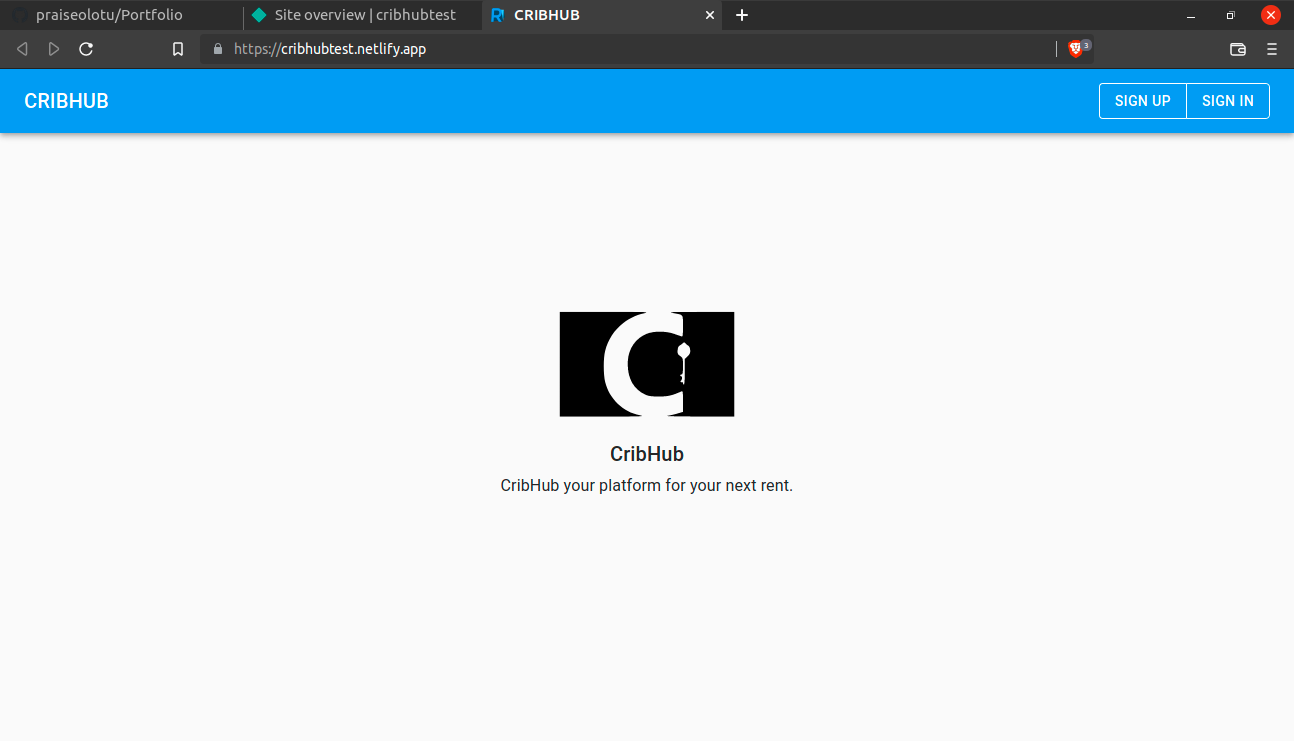 praiseolotu/Portfolio
Site overview | cribhubtest
CRIBHUB
https://cribhubtest.netlify.app
3
CRIBHUB
SIGN UP
SIGN IN
C
CribHub
CribHub your platform for your next rent.